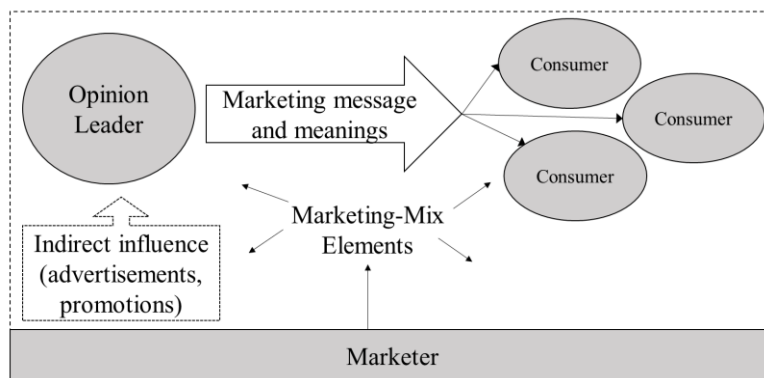 Opinion
Leader
Marketing message
and meanings
Consumer
Consumer
Consumer
Marketing-Mix
Elements
Indirect influence
(advertisements,
promotions)
Marketer